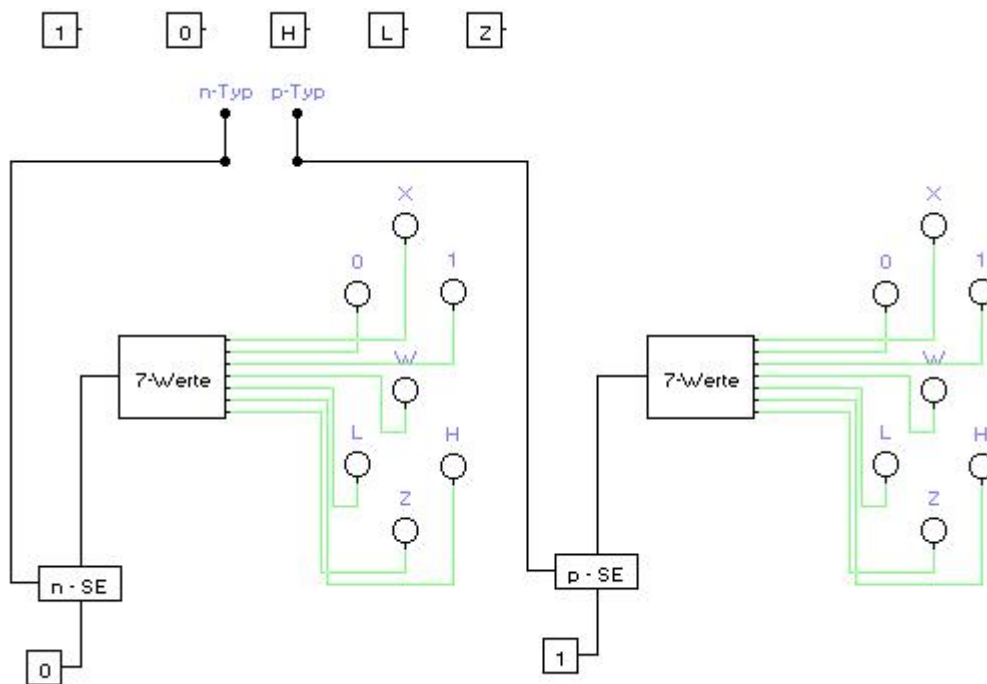 1 0 H L Z
n-Typ p-Typ
X X
0 1 0 1
7-Werte W 7-Werte W
L H L H
Z Z
n - SE p - SE
0 1